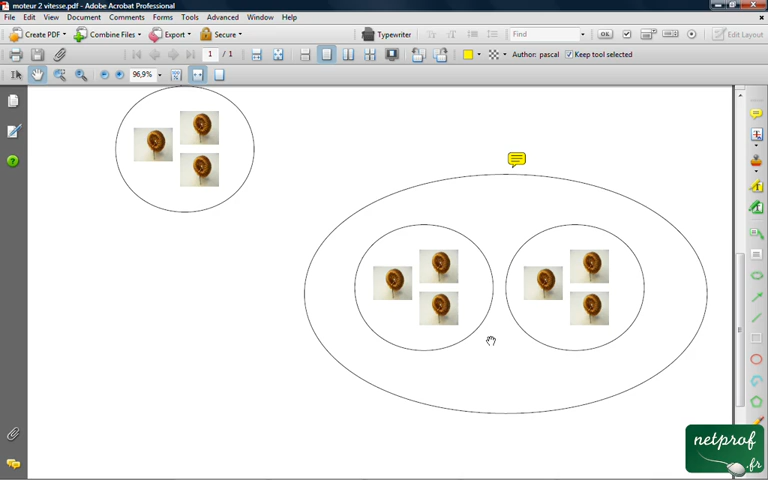 moteur 2 vitesse.pdf - Adobe Acrobat Professional
File Edit View Document Comments Forms Tools Advanced Window Help
Create PDF Combine Files Export Secure Typewriter Find OK Edit Layout
1 / 1 Author: pascal Keep tool selected
96,9%
netprof
.fr